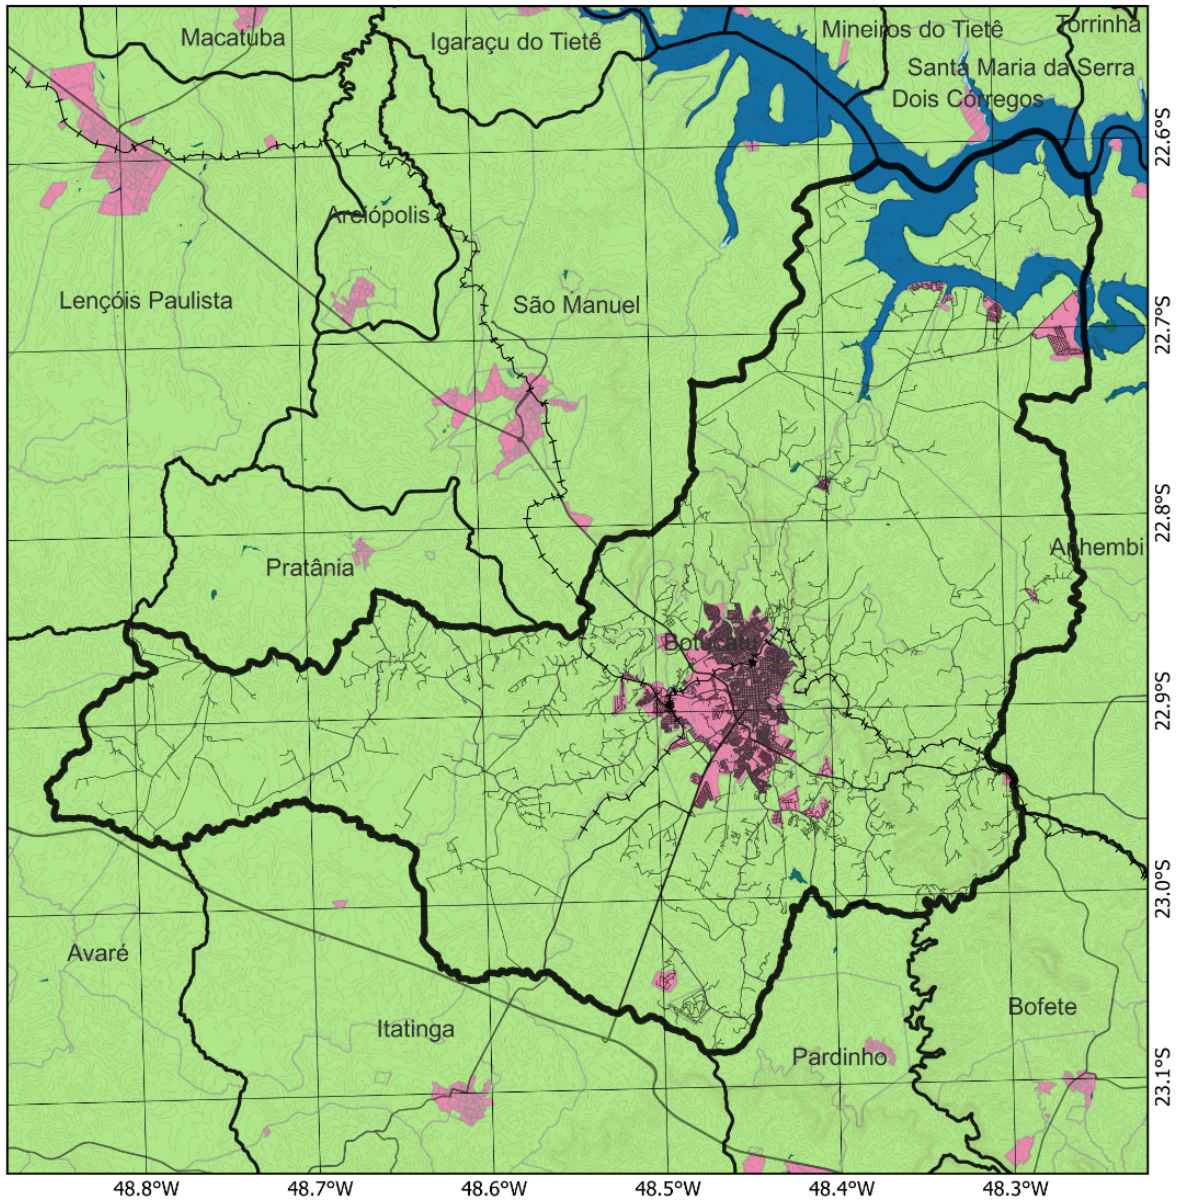 Macatuba
Igaraçu do Tietê
Mineiros do Tietê
Torrinha
Santa Maria da Serra
Dois Córregos
22.6°S
Areiópolis
Lençóis Paulista
São Manuel
22.7°S
22.8°S
Pratânia
Anhembi
Botucatu
22.9°S
23.0°S
Avaré
Bofete
Itatinga
Pardinho
23.1°S
48.8°W
48.7°W
48.6°W
48.5°W
48.4°W
48.3°W